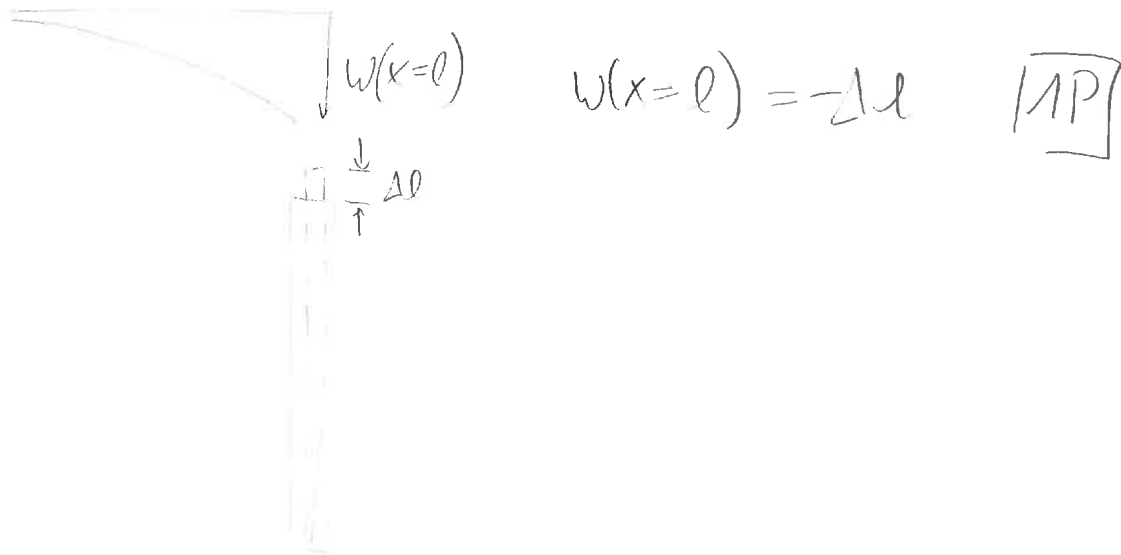 w(x=l)
w(x=l) = -Δl
1P
Δl